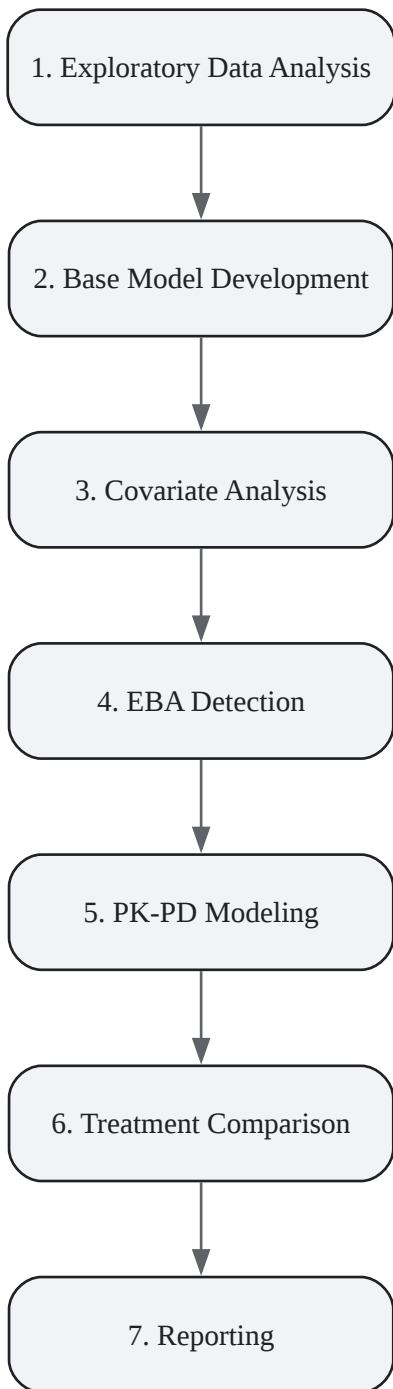 1. Exploratory Data Analysis
2. Base Model Development
3. Covariate Analysis
4. EBA Detection
5. PK-PD Modeling
6. Treatment Comparison
7. Reporting